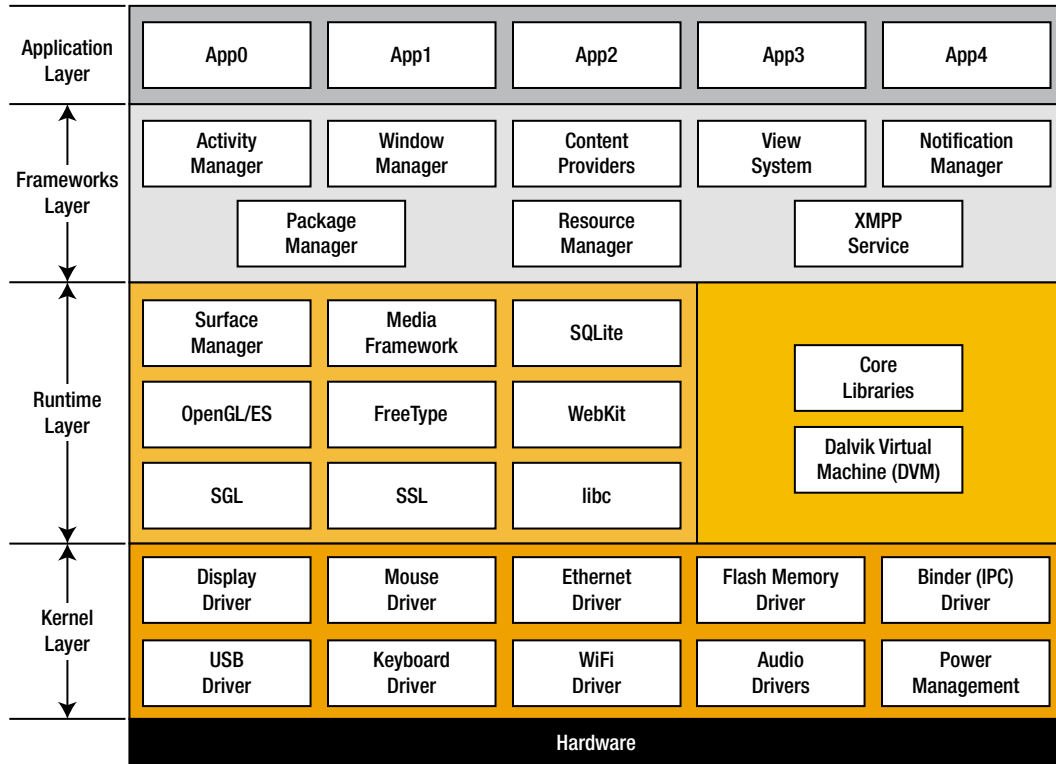 Application
Layer
App0
App1
App2
App3
App4
Frameworks
Layer
Activity
Manager
Window
Manager
Content
Providers
View
System
Notification
Manager
Package
Manager
Resource
Manager
XMPP
Service
Runtime
Layer
Surface
Manager
Media
Framework
SQLite
OpenGL/ES
FreeType
WebKit
SGL
SSL
libc
Core
Libraries
Dalvik Virtual
Machine (DVM)
Kernel
Layer
Display
Driver
Mouse
Driver
Ethernet
Driver
Flash Memory
Driver
Binder (IPC)
Driver
USB
Driver
Keyboard
Driver
WiFi
Driver
Audio
Drivers
Power
Management
Hardware